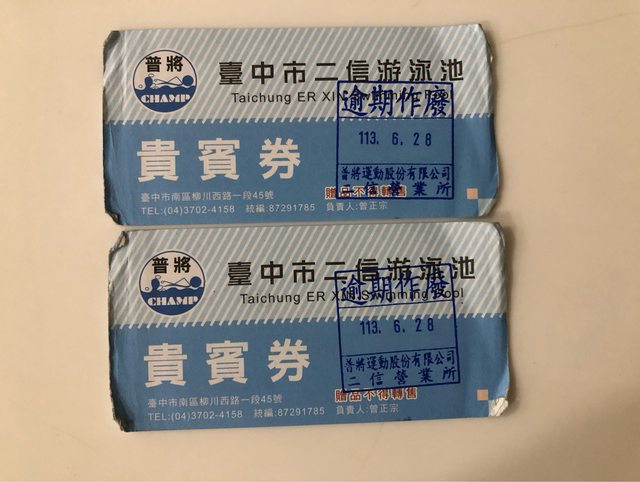 普將
CHAMP
臺中市二信游泳池
Taichung ER XIN Swimming Pool
貴賓券
臺中市南區柳川西路一段45號
TEL:(04)3702-4158 統編:87291785 負責人:曾正宗
贈品不得轉售
逾期作廢
113. 6. 28
普將運動股份有限公司
二信營業所
普將
CHAMP
臺中市二信游泳池
Taichung ER XIN Swimming Pool
貴賓券
臺中市南區柳川西路一段45號
TEL:(04)3702-4158 統編:87291785 負責人:曾正宗
贈品不得轉售
逾期作廢
113. 6. 28
普將運動股份有限公司
二信營業所